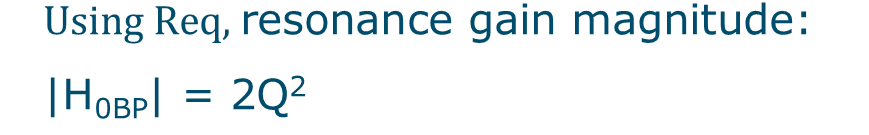 Using Req, resonance gain magnitude:
|H₀BP| = 2Q²